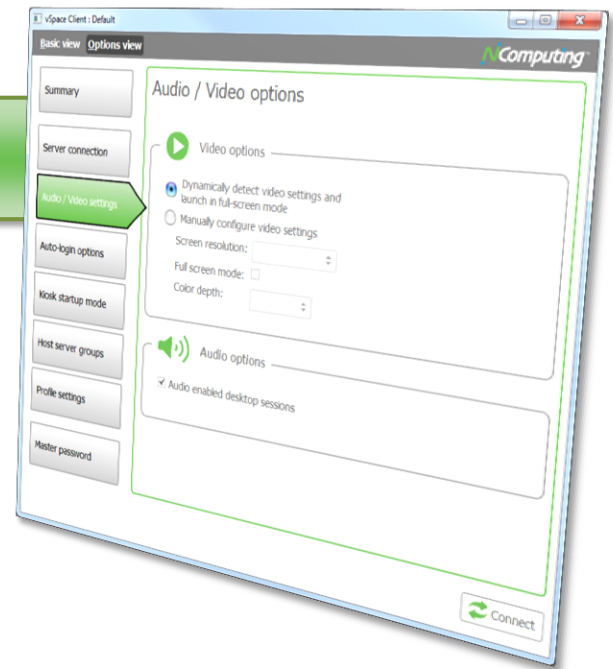 vSpace Client : Default
Basic view Options view
NComputing
Summary
Server connection
Audio / Video settings
Auto-login options
Kiosk startup mode
Host server groups
Profile settings
Master password
Audio / Video options
Video options
Dynamically detect video settings and
launch in full-screen mode
Manually configure video settings
Screen resolution:
Full screen mode:
Color depth:
Audio options
Audio enabled desktop sessions
Connect